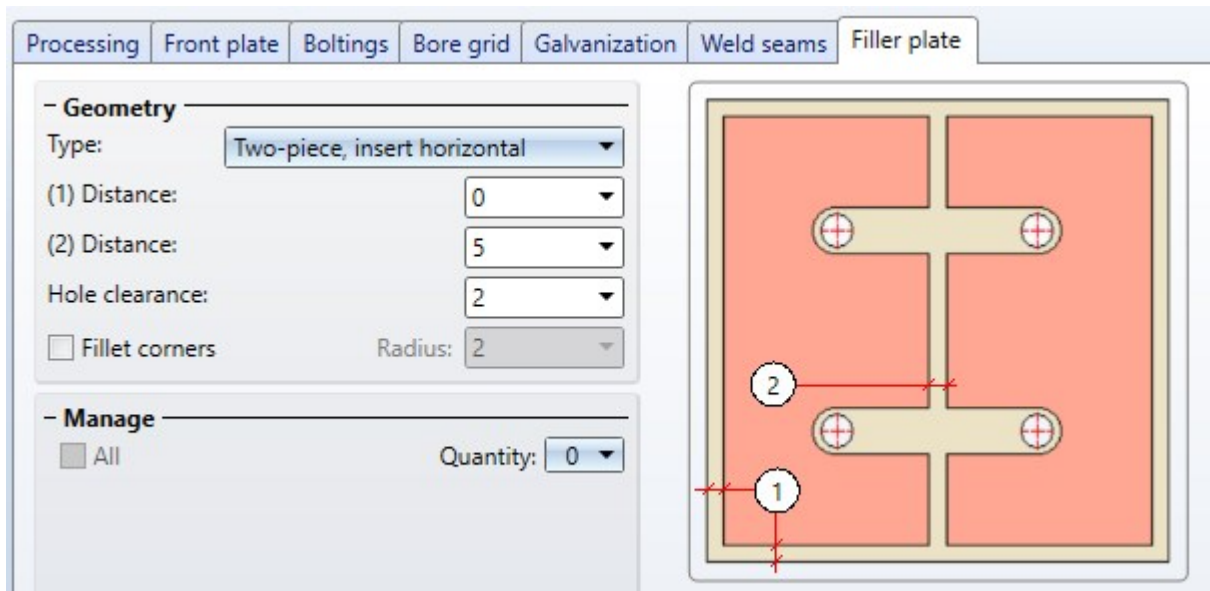 Processing Front plate Boltings Bore grid Galvanization Weld seams Filler plate
Geometry
Type: Two-piece, insert horizontal
(1) Distance: 0
(2) Distance: 5
Hole clearance: 2
Fillet corners Radius: 2
Manage
All Quantity: 0
2
1